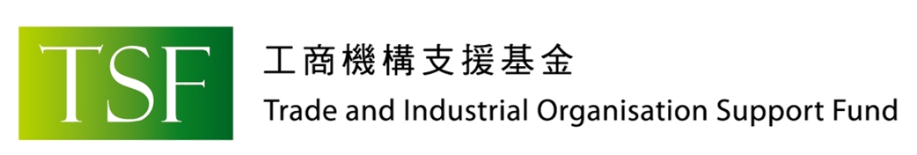 TSF
工商機構支援基金
Trade and Industrial Organisation Support Fund